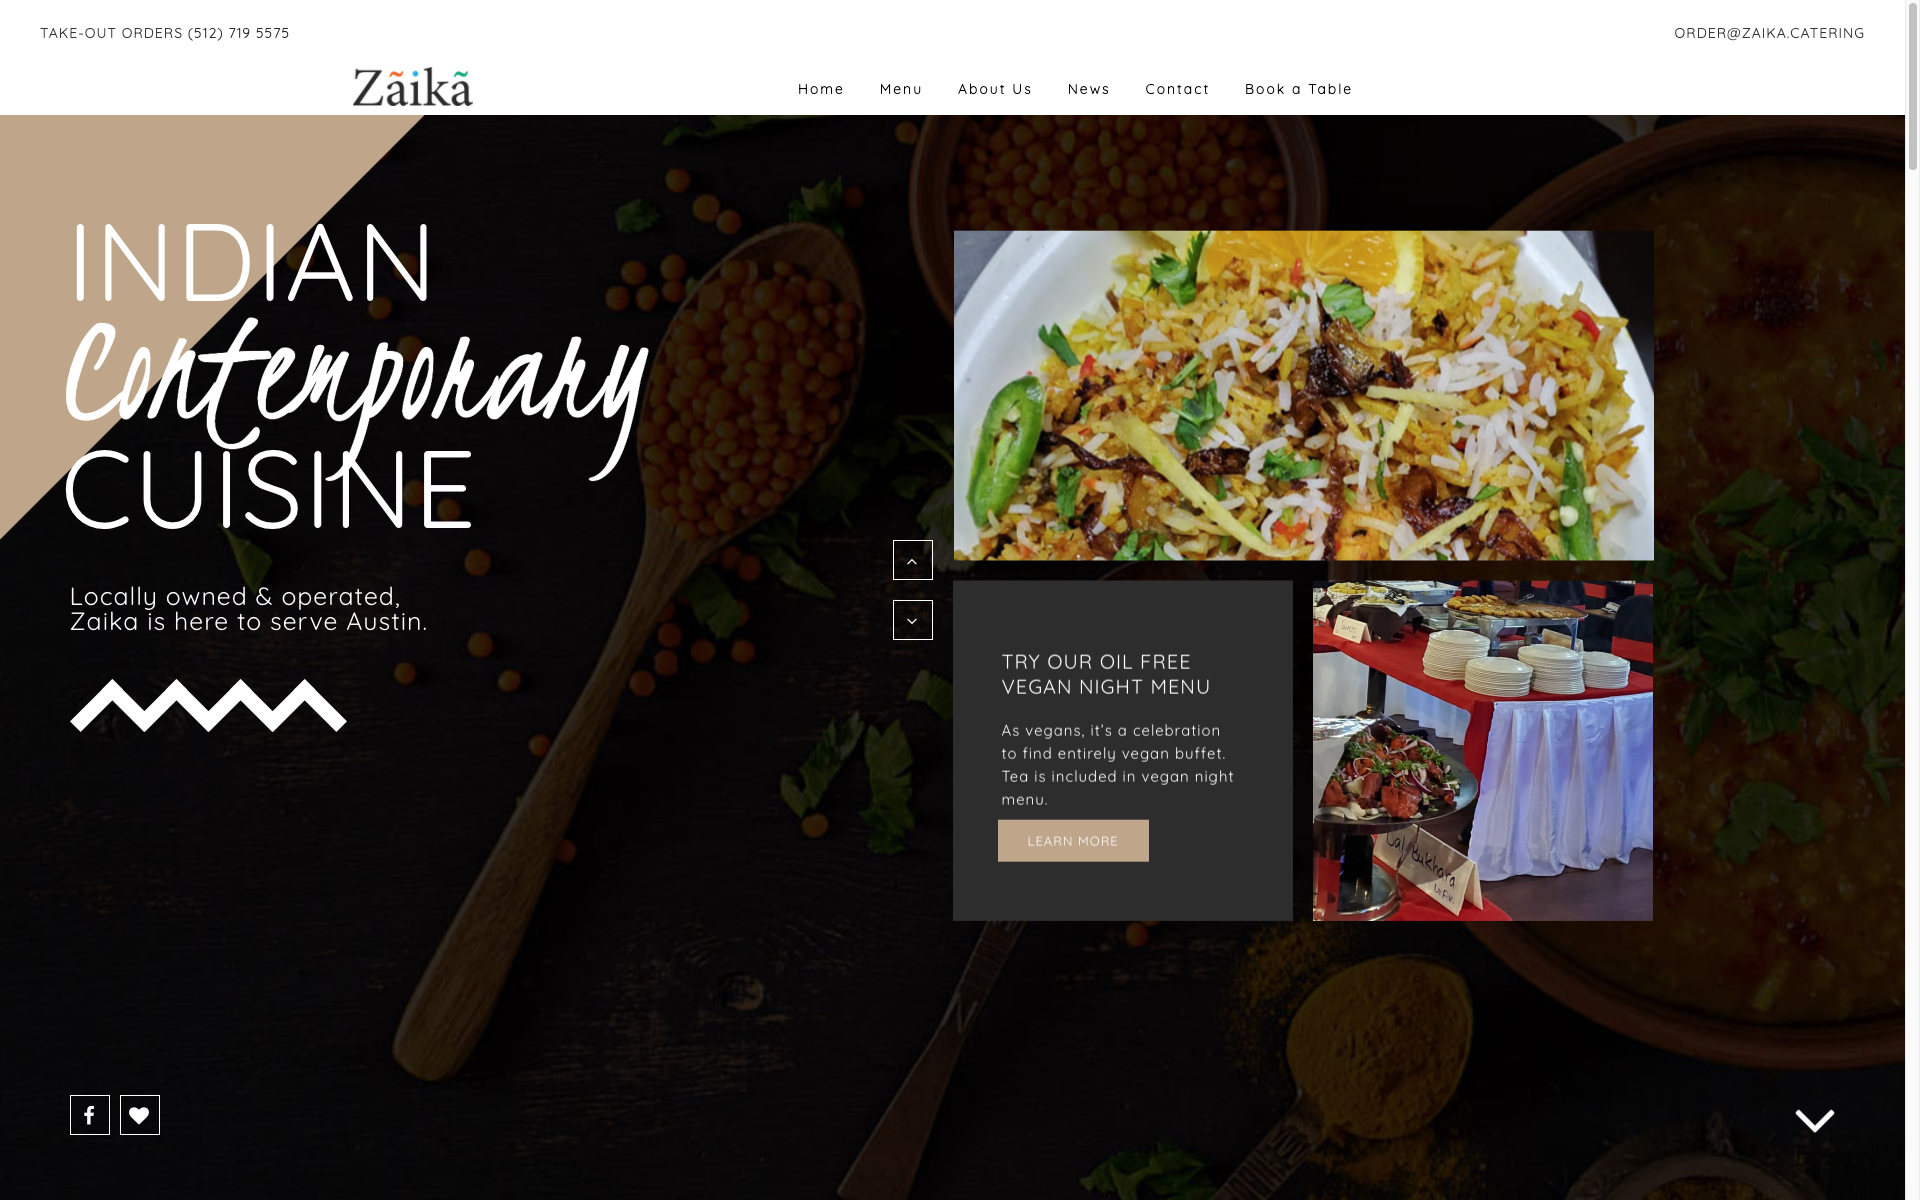 TAKE-OUT ORDERS (512) 719 5575
ORDER@ZAIKA.CATERING
Zãikã
Home Menu About Us News Contact Book a Table
INDIAN
Contemporary
CUISINE
Locally owned & operated,
Zaika is here to serve Austin.
TRY OUR OIL FREE
VEGAN NIGHT MENU
As vegans, it's a celebration
to find entirely vegan buffet.
Tea is included in vegan night
menu.
LEARN MORE
Bukhara